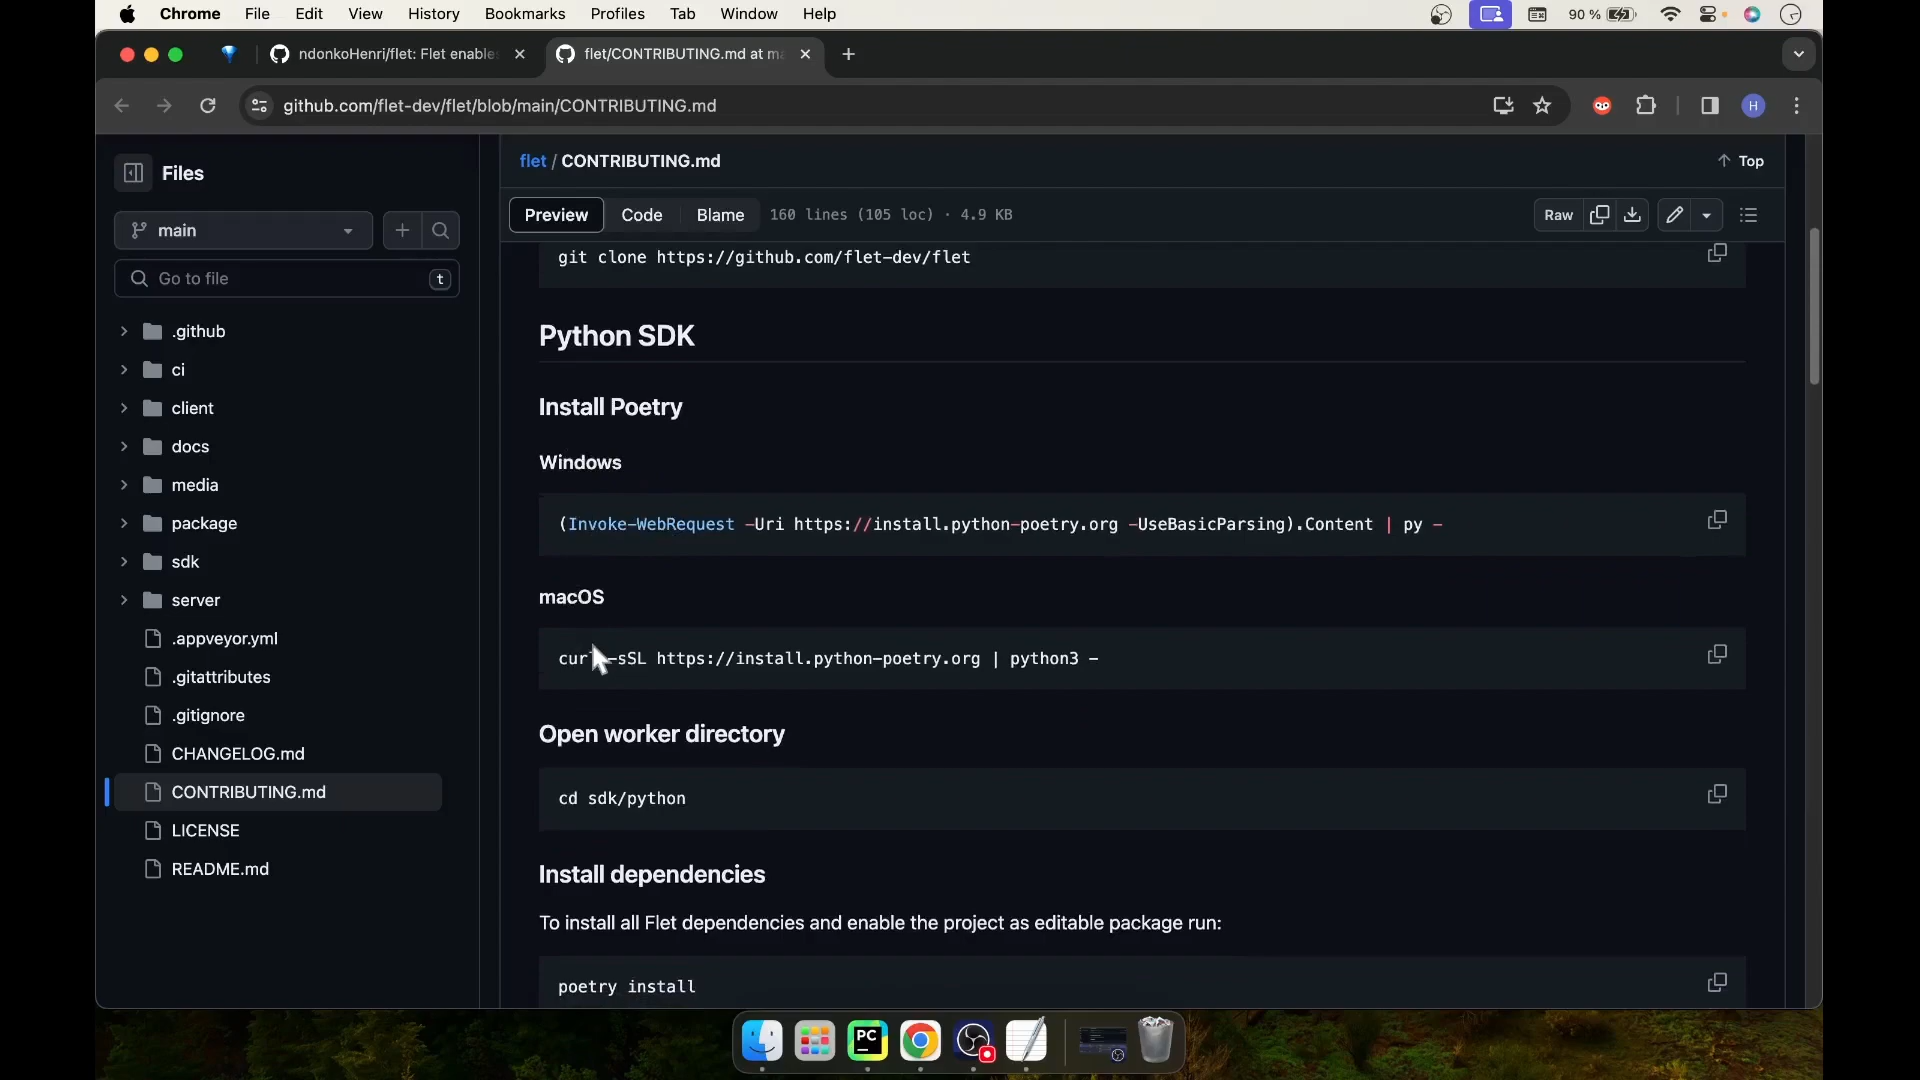 Chrome File Edit View History Bookmarks Profiles Tab Window Help 90 %
ndonkoHenri/flet: Flet enable
flet/CONTRIBUTING.md at ma
github.com/flet-dev/flet/blob/main/CONTRIBUTING.md
H
Files
main
Go to file
t
.github
ci
client
docs
media
package
sdk
server
.appveyor.yml
.gitattributes
.gitignore
CHANGELOG.md
CONTRIBUTING.md
LICENSE
README.md
flet / CONTRIBUTING.md
Top
Preview Code Blame 160 lines (105 loc) · 4.9 KB
Raw
git clone https://github.com/flet-dev/flet
Python SDK
Install Poetry
Windows
(Invoke-WebRequest -Uri https://install.python-poetry.org -UseBasicParsing).Content | py -
macOS
curl -sSL https://install.python-poetry.org | python3 -
Open worker directory
cd sdk/python
Install dependencies
To install all Flet dependencies and enable the project as editable package run:
poetry install
PC